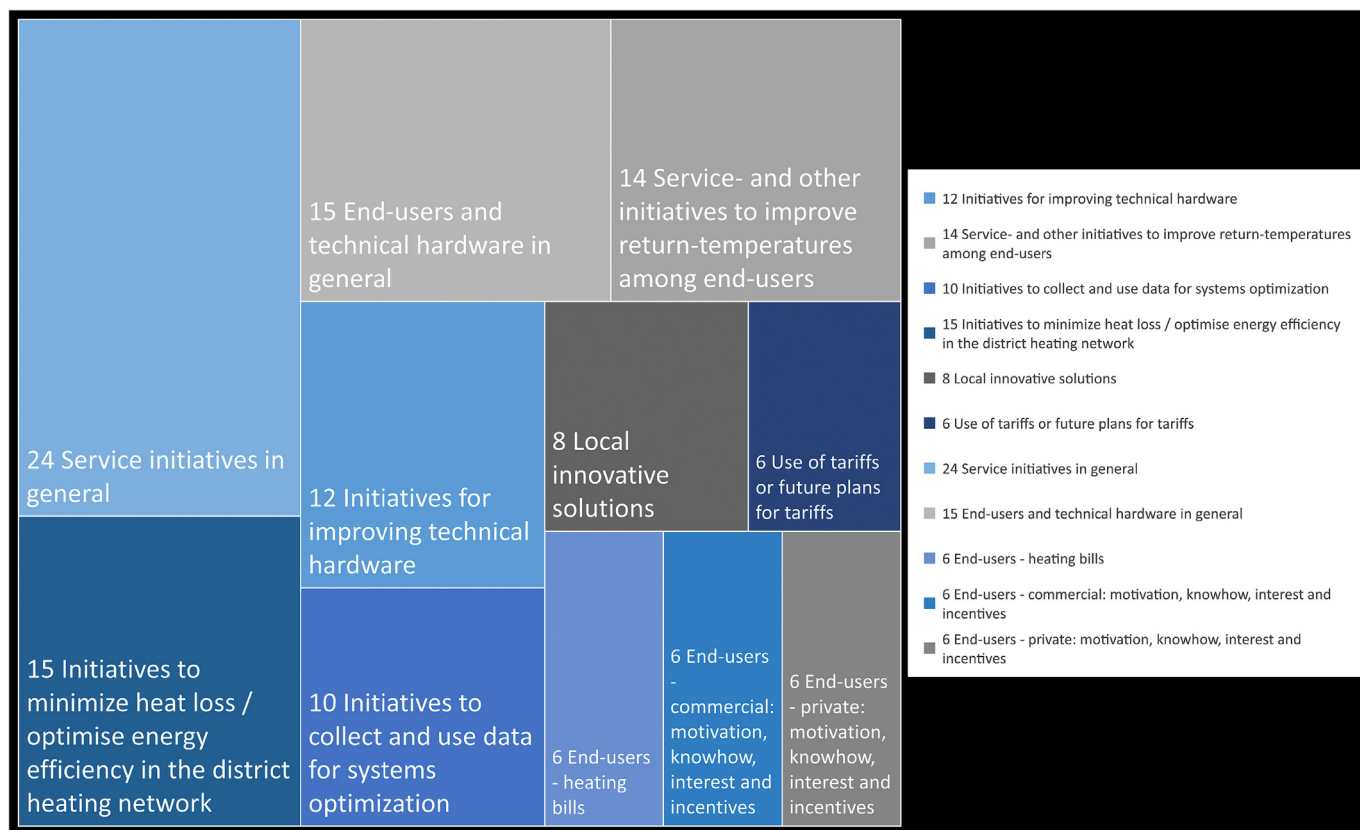 24 Service initiatives in
general
15 End-users and
technical hardware in
general
14 Service- and other
initiatives to improve
return-temperatures
among end-users
12 Initiatives for
improving technical
hardware
8 Local
innovative
solutions
6 Use of tariffs
or future plans
for tariffs
15 Initiatives to
minimize heat loss /
optimise energy
efficiency in the district
heating network
10 Initiatives to
collect and use data
for systems
optimization
6 End-users
- heating
bills
6 End-users
-
commercial:
motivation,
knowhow,
interest and
incentives
6 End-users
- private:
motivation,
knowhow,
interest and
incentives
12 Initiatives for improving technical hardware
14 Service- and other initiatives to improve return-temperatures
among end-users
10 Initiatives to collect and use data for systems optimization
15 Initiatives to minimize heat loss / optimise energy efficiency
in the district heating network
8 Local innovative solutions
6 Use of tariffs or future plans for tariffs
24 Service initiatives in general
15 End-users and technical hardware in general
6 End-users - heating bills
6 End-users - commercial: motivation, knowhow, interest and
incentives
6 End-users - private: motivation, knowhow, interest and
incentives